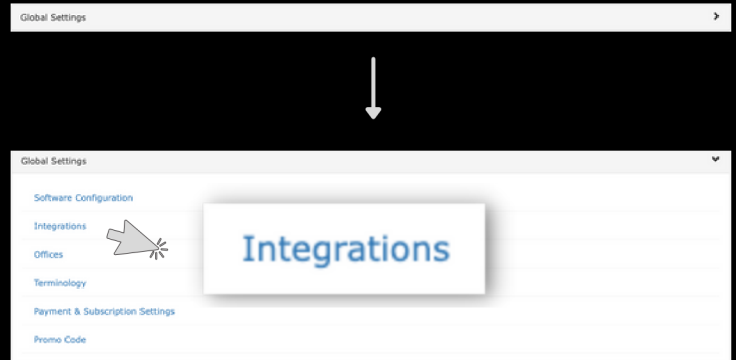 Global Settings
Global Settings
Software Configuration
Integrations
Integrations
Offices
Terminology
Payment & Subscription Settings
Promo Code